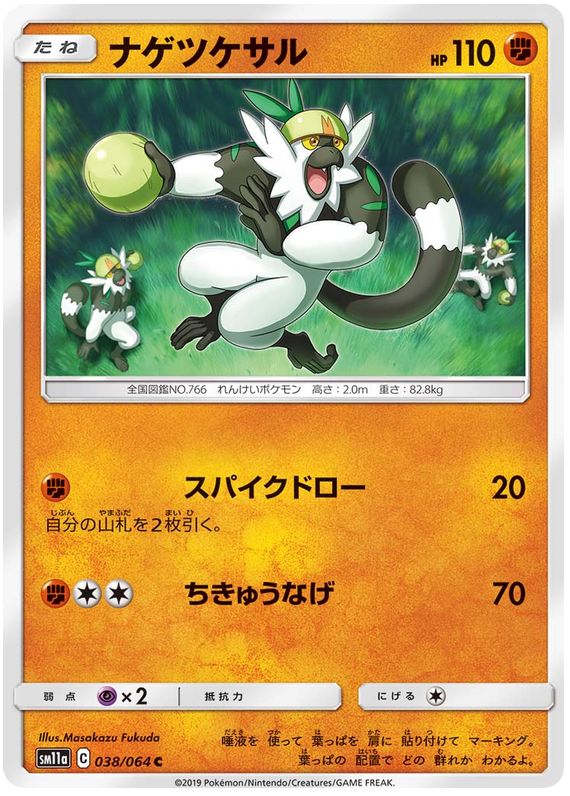 たね ナゲツケサル HP 110
全国図鑑NO.766 れんけいポケモン 高さ：2.0m 重さ：82.8kg
スパイクドロー 20
自分の山札を2枚引く。
ちきゅうなげ 70
弱点 ×2 抵抗力 にげる
Illus.Masakazu Fukuda
唾液を 使って 葉っぱを 肩に 貼り付けて マーキング。
葉っぱの 配置で どの 群れか わかるよ。
sm11a C 038/064 C
©2019 Pokémon/Nintendo/Creatures/GAME FREAK.